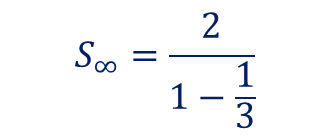 S∞ = 2 / (1 − 1/3)